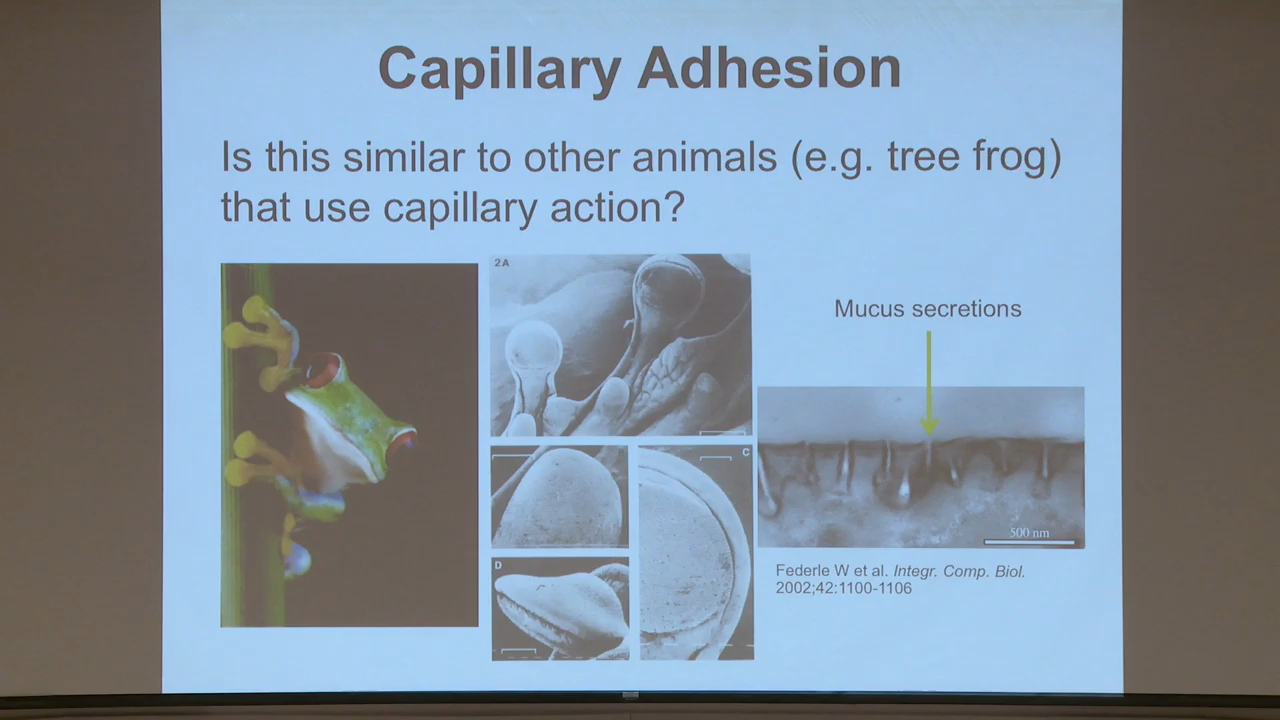 Capillary Adhesion
Is this similar to other animals (e.g. tree frog)
that use capillary action?
2A
C
D
Mucus secretions
500 nm
Federle W et al. Integr. Comp. Biol.
2002;42:1100-1106